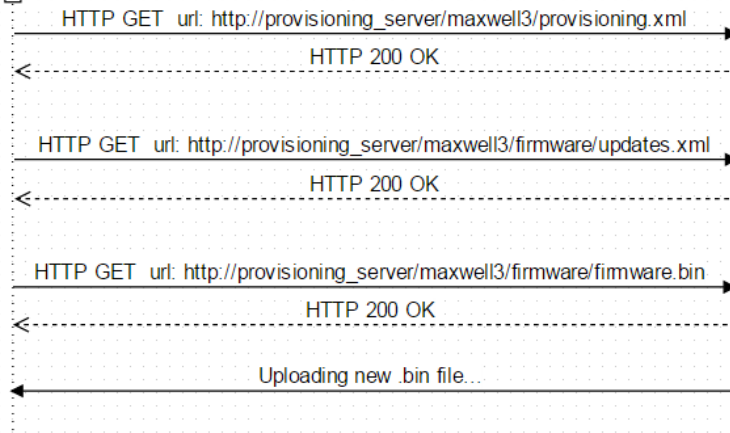 HTTP GET url: http://provisioning_server/maxwell3/provisioning.xml
HTTP 200 OK
HTTP GET url: http://provisioning_server/maxwell3/firmware/updates.xml
HTTP 200 OK
HTTP GET url: http://provisioning_server/maxwell3/firmware/firmware.bin
HTTP 200 OK
Uploading new .bin file...